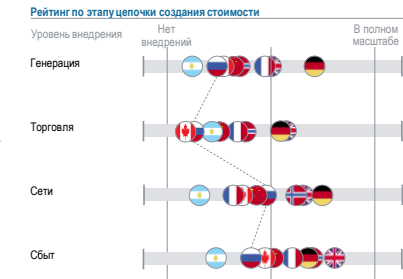 Рейтинг по этапу цепочки создания стоимости
Уровень внедрения
Нет
внедрений
В полном
масштабе
Генерация
Торговля
Сети
Сбыт